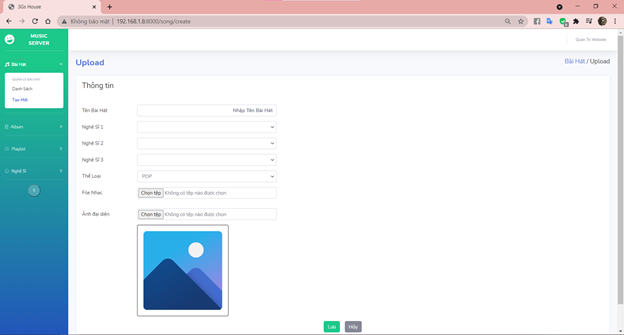 3Gs House
Không bảo mật | 192.168.1.8:8000/song/create
MUSIC
SERVER
Quản Trị Website
Bài Hát
Upload
Bài Hát / Upload
QUẢN LÝ BÀI HÁT
Danh Sách
Tạo Mới
Thông tin
Tên Bài Hát
Nhập Tên Bài Hát
Album
Nghệ Sĩ 1
Nghệ Sĩ 2
Playlist
Nghệ Sĩ 3
Nghệ Sĩ
Thể Loại
POP
File Nhạc
Chọn tệp Không có tệp nào được chọn
Ảnh đại diện
Chọn tệp Không có tệp nào được chọn
Lưu
Hủy